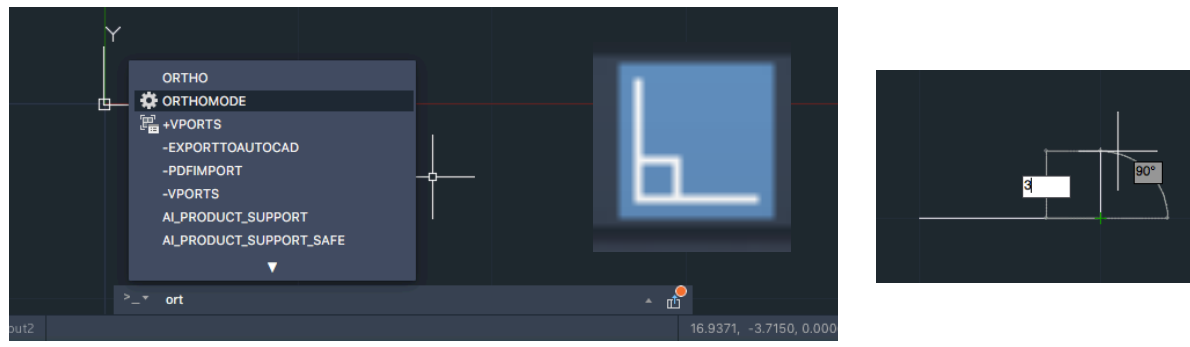 Y
ORTHO
ORTHOMODE
+VPORTS
-EXPORTTOAUTOCAD
-PDFIMPORT
-VPORTS
AI_PRODUCT_SUPPORT
AI_PRODUCT_SUPPORT_SAFE
>_ ort
out2
16.9371, -3.7150, 0.000
3
90°